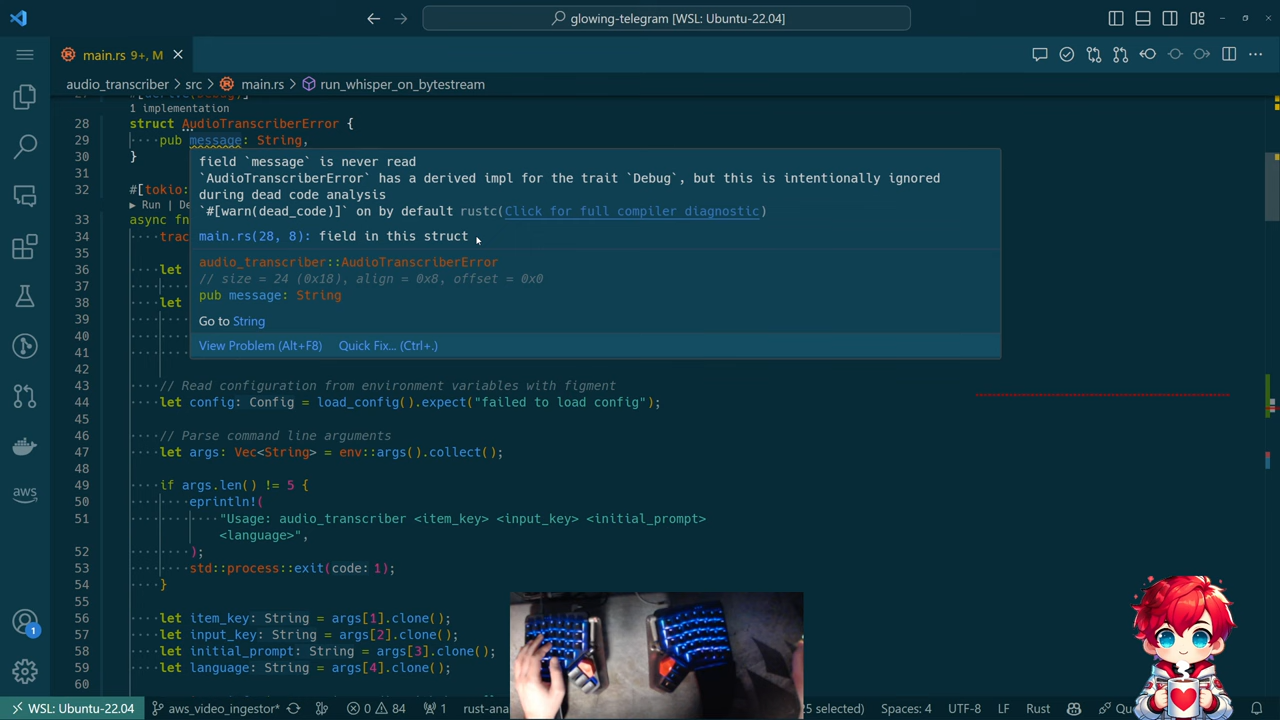 glowing-telegram [WSL: Ubuntu-22.04]
main.rs 9+, M
audio_transcriber > src > main.rs > run_whisper_on_bytestream
1 implementation
28 struct AudioTranscriberError {
29 ····pub message: String,
30 }
31
32 #[tokio:
field `message` is never read
`AudioTranscriberError` has a derived impl for the trait `Debug`, but this is intentionally ignored
during dead code analysis
`#[warn(dead_code)]` on by default rustc(Click for full compiler diagnostic)
main.rs(28, 8): field in this struct
audio_transcriber::AudioTranscriberError
// size = 24 (0x18), align = 0x8, offset = 0x0
pub message: String
Go to String
View Problem (Alt+F8) Quick Fix... (Ctrl+.)
▶ Run | De
33 async fn
34 ····trac
35
36 ····let
37
38 ····let
39
40
41
42
43 ····// Read configuration from environment variables with figment
44 ····let config: Config = load_config().expect("failed to load config");
45
46 ····// Parse command line arguments
47 ····let args: Vec<String> = env::args().collect();
48
49 ····if args.len() != 5 {
50 ········eprintln!(
51 ············"Usage: audio_transcriber <item_key> <input_key> <initial_prompt>
<language>",
52 ········);
53 ········std::process::exit(code: 1);
54 ····}
55
56 ····let item_key: String = args[1].clone();
57 ····let input_key: String = args[2].clone();
58 ····let initial_prompt: String = args[3].clone();
59 ····let language: String = args[4].clone();
60
aws
1
WSL: Ubuntu-22.04 aws_video_ingestor* 0 84 1 rust-ana 25 selected) Spaces: 4 UTF-8 LF Rust